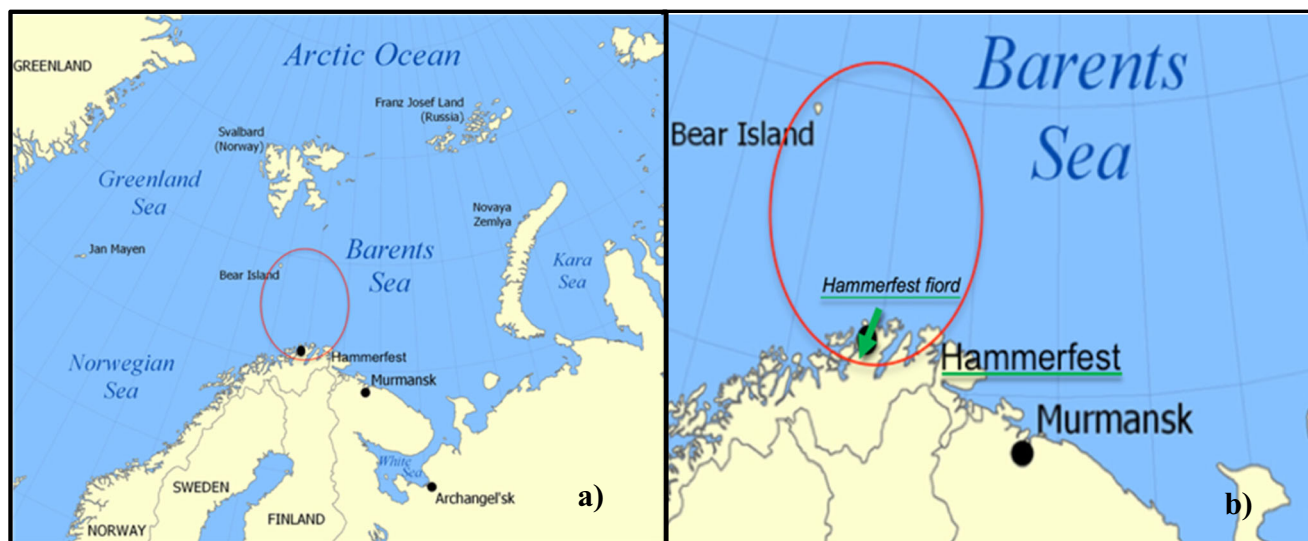 GREENLAND
Arctic Ocean
Franz Josef Land
(Russia)
Svalbard
(Norway)
Greenland
Sea
Novaya
Zemlya
Jan Mayen
Barents
Sea
Kara
Sea
Bear Island
Norwegian
Sea
Hammerfest
Murmansk
White
Sea
SWEDEN
Archangel'sk
NORWAY
FINLAND
a)
Barents
Sea
Bear Island
Hammerfest fiord
Hammerfest
Murmansk
b)